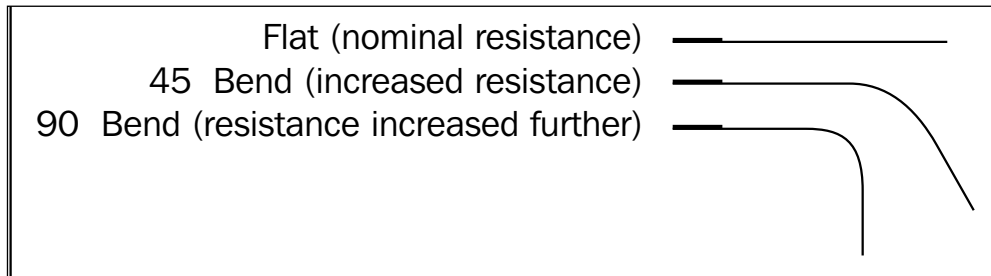 Flat (nominal resistance)
45 Bend (increased resistance)
90 Bend (resistance increased further)